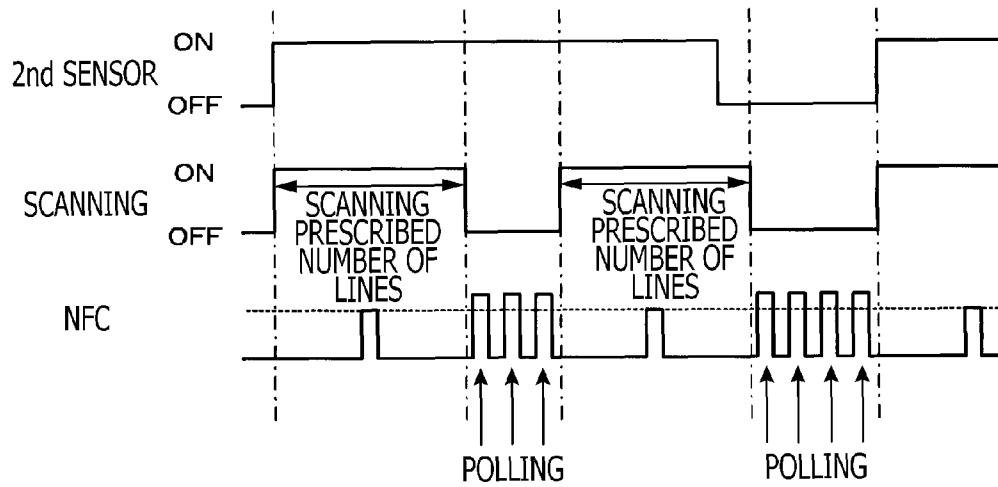 ON
2nd SENSOR
OFF
ON
SCANNING
OFF
SCANNING
PRESCRIBED
NUMBER OF
LINES
SCANNING
PRESCRIBED
NUMBER OF
LINES
NFC
POLLING
POLLING